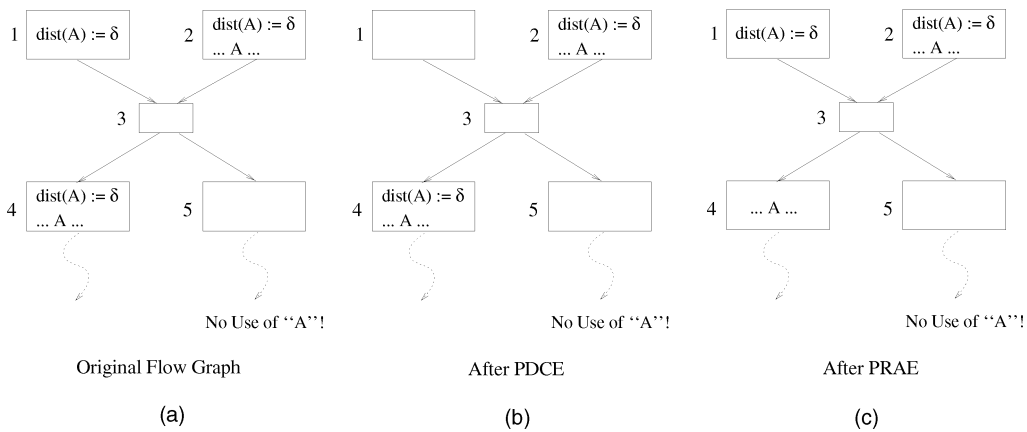 1 dist(A) := δ
2 dist(A) := δ
... A ...
3
4 dist(A) := δ
... A ...
5
No Use of ‘‘A’’!
Original Flow Graph
(a)
1
2 dist(A) := δ
... A ...
3
4 dist(A) := δ
... A ...
5
No Use of ‘‘A’’!
After PDCE
(b)
1 dist(A) := δ
2 dist(A) := δ
... A ...
3
4 ... A ...
5
No Use of ‘‘A’’!
After PRAE
(c)